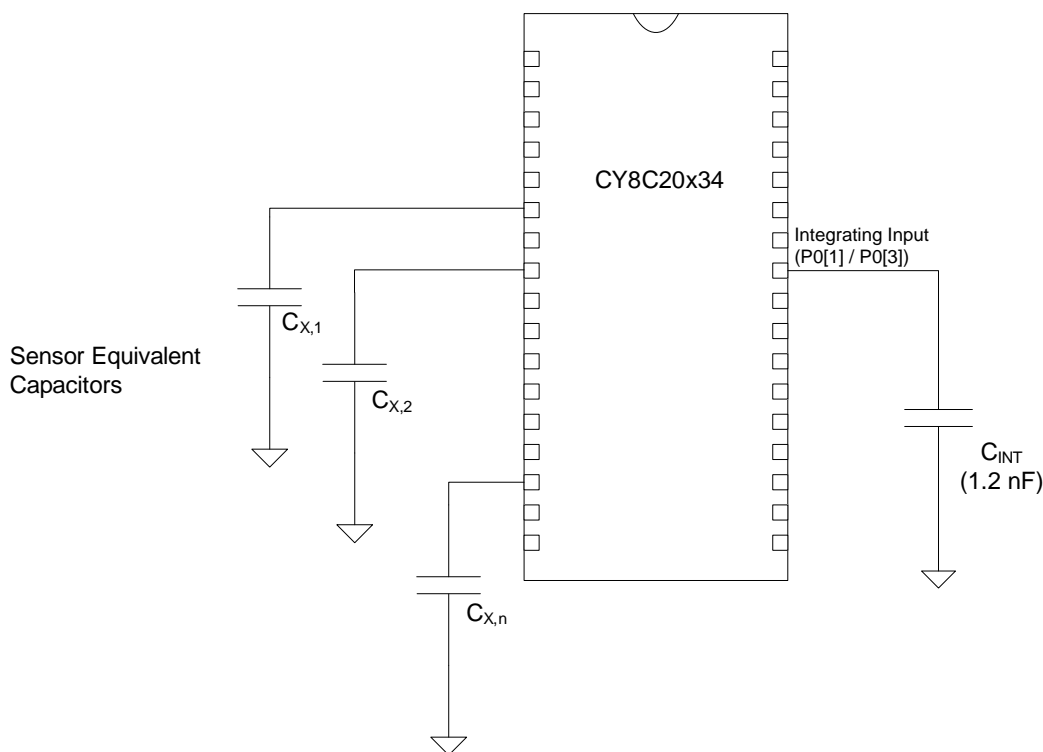 CY8C20x34
Integrating Input
(P0[1] / P0[3])
CX,1
Sensor Equivalent
Capacitors
CX,2
CINT
(1.2 nF)
CX,n